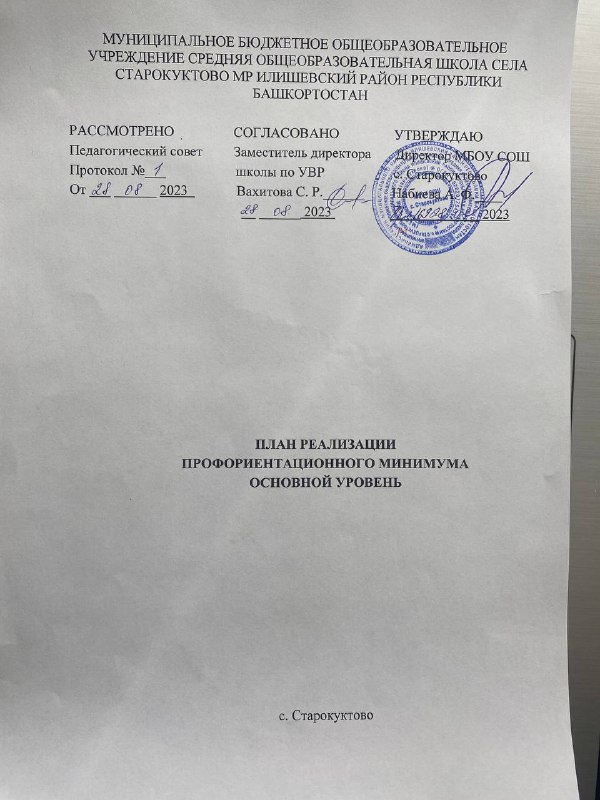 МУНИЦИПАЛЬНОЕ БЮДЖЕТНОЕ ОБЩЕОБРАЗОВАТЕЛЬНОЕ
УЧРЕЖДЕНИЕ СРЕДНЯЯ ОБЩЕОБРАЗОВАТЕЛЬНАЯ ШКОЛА СЕЛА
СТАРОКУКТОВО МР ИЛИШЕВСКИЙ РАЙОН РЕСПУБЛИКИ
БАШКОРТОСТАН
РАССМОТРЕНО
Педагогический совет
Протокол № 1
От 28 08 2023
СОГЛАСОВАНО
Заместитель директора
школы по УВР
Вахитова С. Р.
28 08 2023
УТВЕРЖДАЮ
Директор МБОУ СОШ
с. Старокуктово
Набиева А. Ф.
2023
ПЛАН РЕАЛИЗАЦИИ
ПРОФОРИЕНТАЦИОННОГО МИНИМУМА
ОСНОВНОЙ УРОВЕНЬ
с. Старокуктово